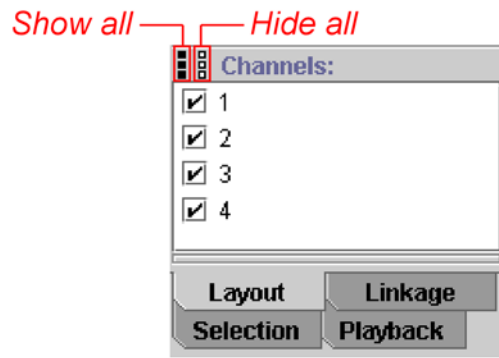 Show all Hide all
Channels:
1
2
3
4
Layout Linkage
Selection Playback